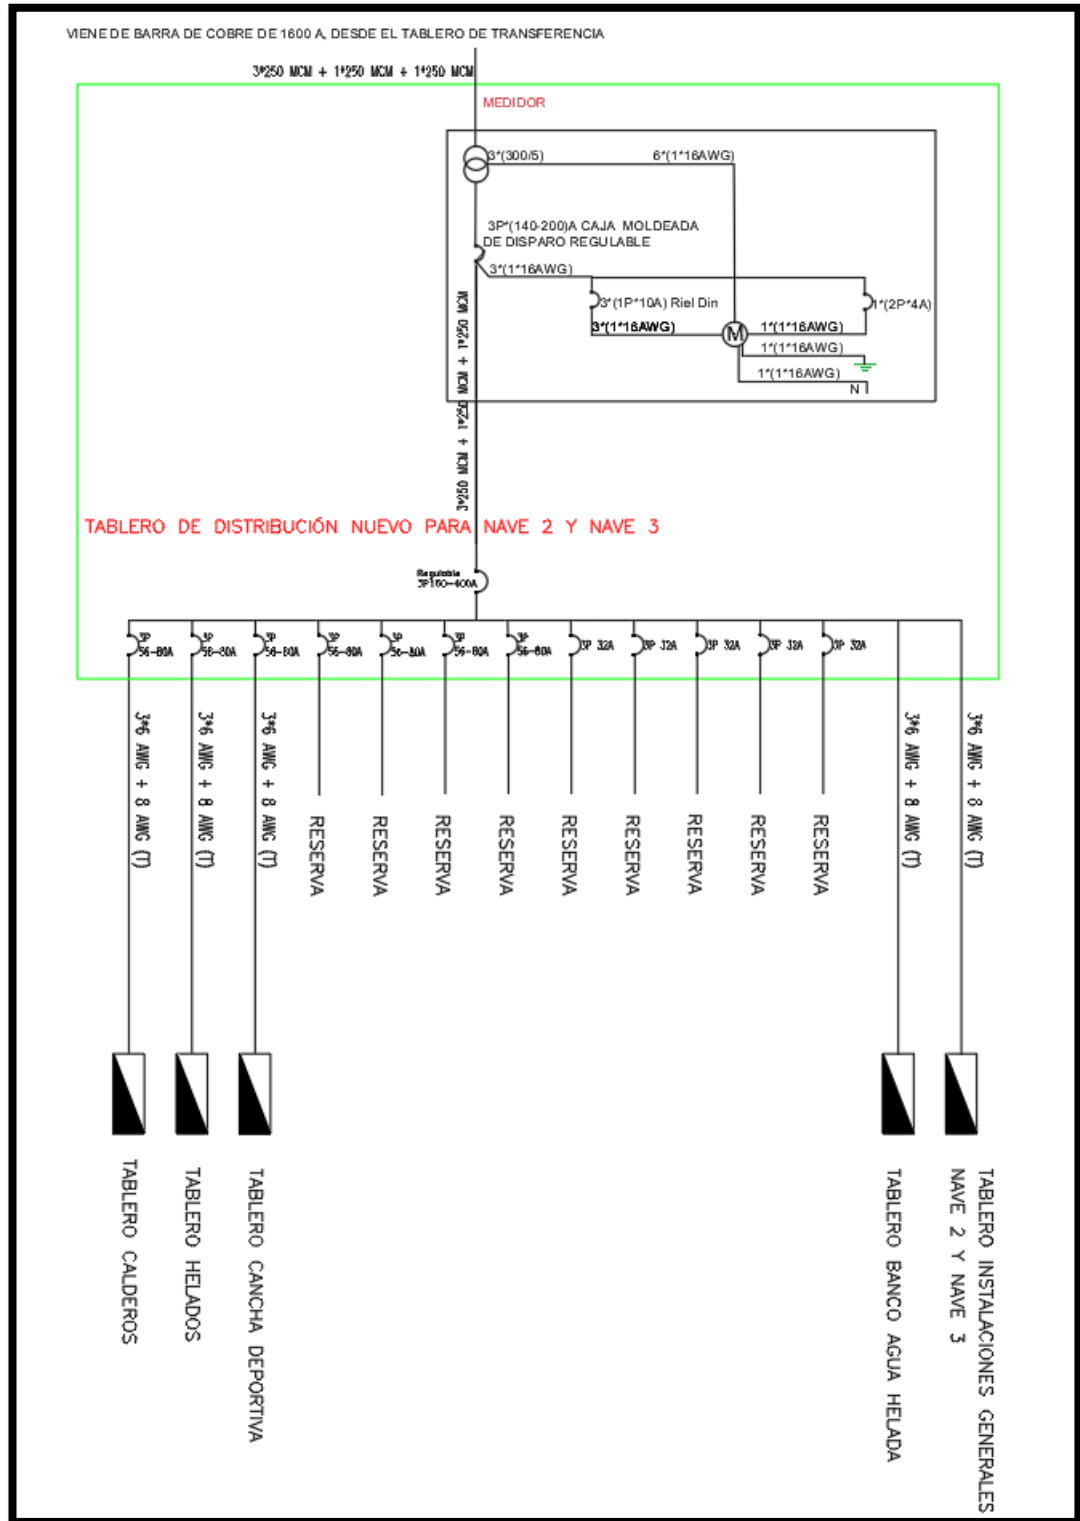 VIENE DE BARRA DE COBRE DE 1600 A, DESDE EL TABLERO DE TRANSFERENCIA
3*250 MCM + 1*250 MCM + 1*250 MCM
MEDIDOR
3*(300/5)
6*(1*16AWG)
3P*(140-200)A CAJA MOLDEADA
DE DISPARO REGULABLE
3*(1*16AWG)
3*(1P*10A) Riel Din
1*(2P*4A)
3*(1*16AWG)
M
1*(1*16AWG)
1*(1*16AWG)
1*(1*16AWG)
N
3*250 MCM + 1*250 MCM + 1*250 MCM
TABLERO DE DISTRIBUCIÓN NUEVO PARA NAVE 2 Y NAVE 3
Regulable
3P160-400A
3P
56-80A
3P
56-80A
3P
56-80A
3P
56-80A
3P
56-80A
3P
56-80A
3P
56-80A
3P 32A
3P 32A
3P 32A
3P 32A
3P 32A
3*6 AWG + 8 AWG (T)
3*6 AWG + 8 AWG (T)
3*6 AWG + 8 AWG (T)
RESERVA
RESERVA
RESERVA
RESERVA
RESERVA
RESERVA
RESERVA
RESERVA
RESERVA
3*6 AWG + 8 AWG (T)
3*6 AWG + 8 AWG (T)
TABLERO CALDEROS
TABLERO HELADOS
TABLERO CANCHA DEPORTIVA
TABLERO BANCO AGUA HELADA
TABLERO INSTALACIONES GENERALES
NAVE 2 Y NAVE 3